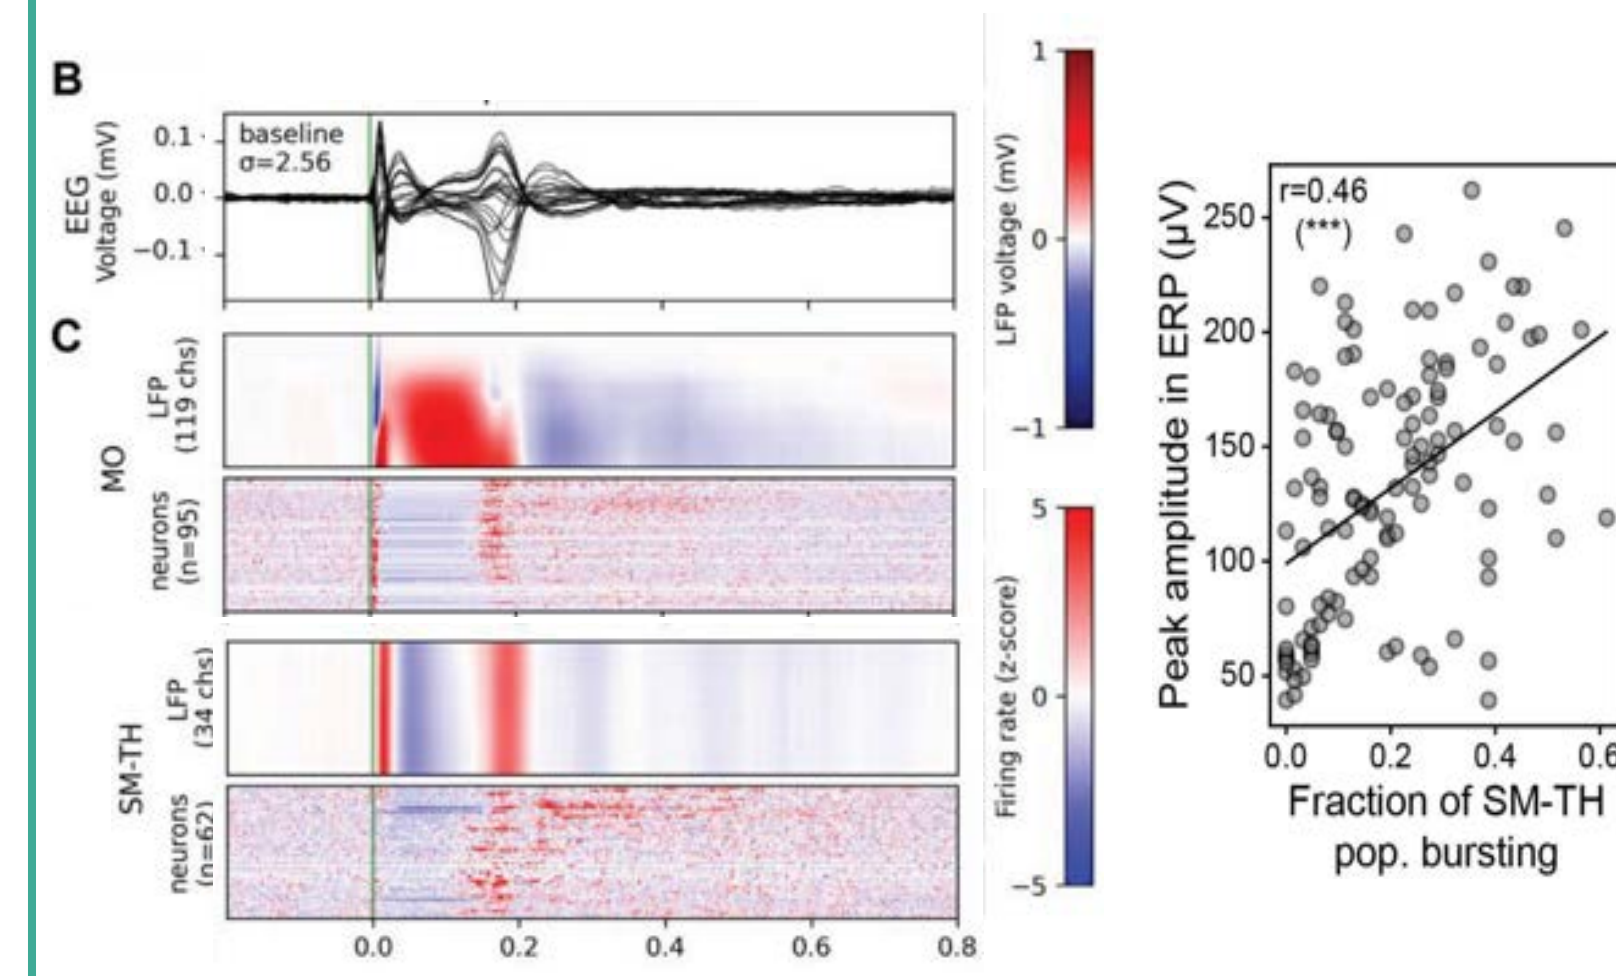 B
EEG
Voltage (mV)
0.1
0.0
−0.1
baseline
σ=2.56
C
MO
LFP
(119 chs)
neurons
(n=95)
SM-TH
LFP
(34 chs)
neurons
(n=62)
0.0 0.2 0.4 0.6 0.8
LFP voltage (mV)
1
0
−1
Firing rate (z-score)
5
0
−5
Peak amplitude in ERP (μV)
250
200
150
100
50
r=0.46
(***)
0.0 0.2 0.4 0.6
Fraction of SM-TH
pop. bursting